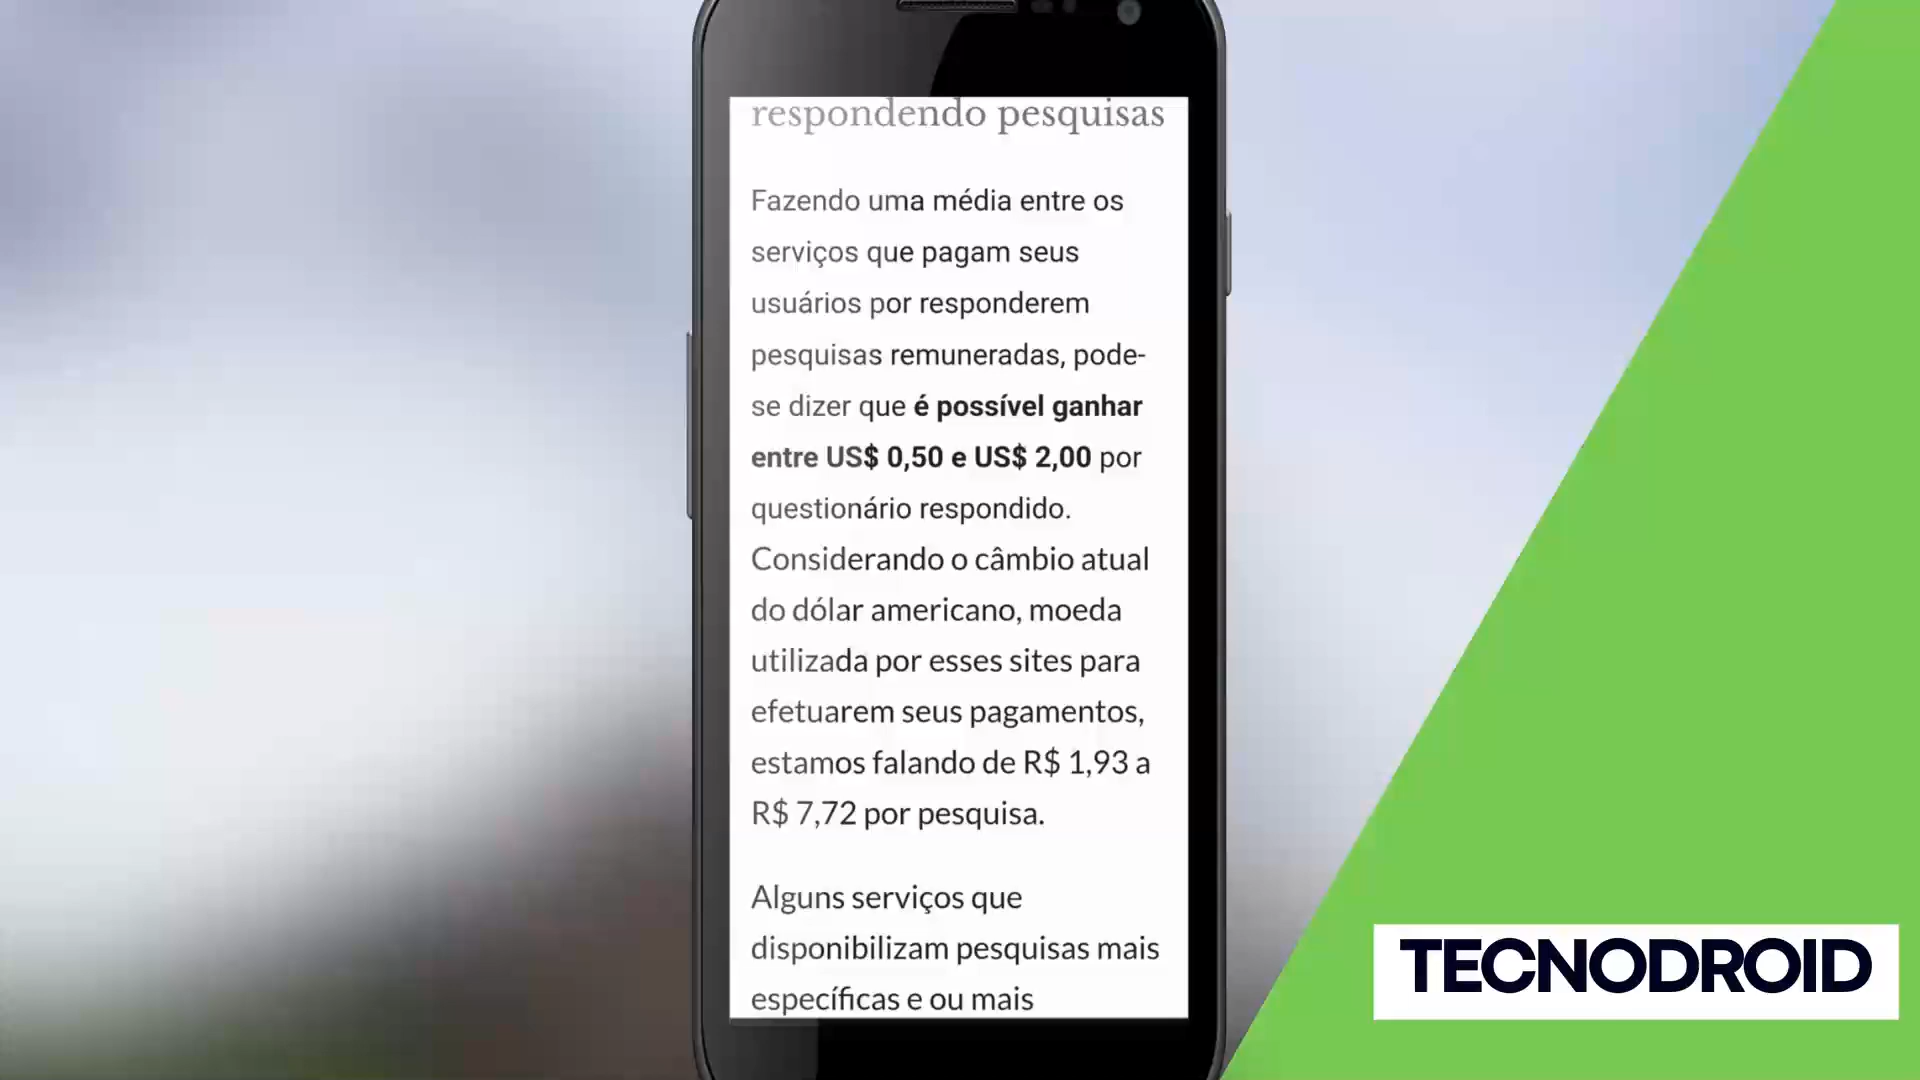 respondendo pesquisas
Fazendo uma média entre os
serviços que pagam seus
usuários por responderem
pesquisas remuneradas, pode-
se dizer que é possível ganhar
entre US$ 0,50 e US$ 2,00 por
questionário respondido.
Considerando o câmbio atual
do dólar americano, moeda
utilizada por esses sites para
efetuarem seus pagamentos,
estamos falando de R$ 1,93 a
R$ 7,72 por pesquisa.
Alguns serviços que
disponibilizam pesquisas mais
específicas e ou mais
TECNODROID